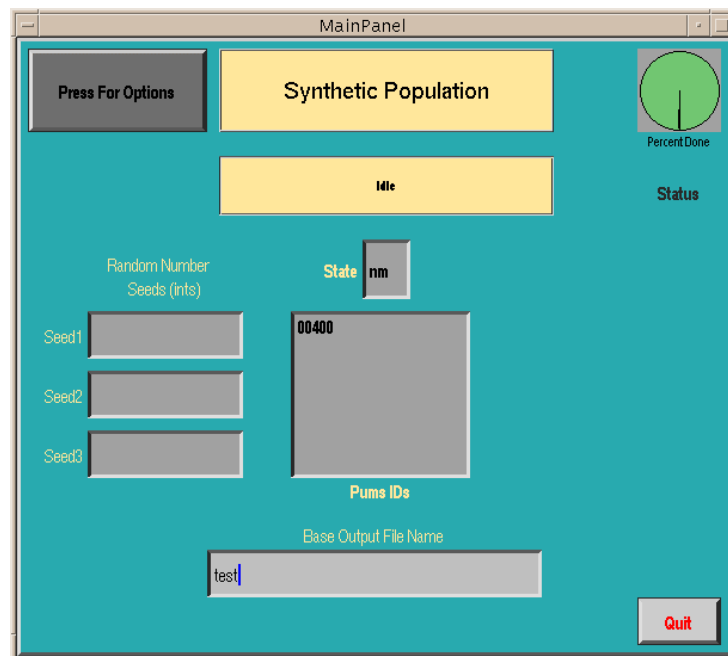 MainPanel
Press For Options
Synthetic Population
Percent Done
Idle
Status
Random Number
Seeds (ints)
State
nm
Seed1
00400
Seed2
Seed3
Pums IDs
Base Output File Name
test
Quit